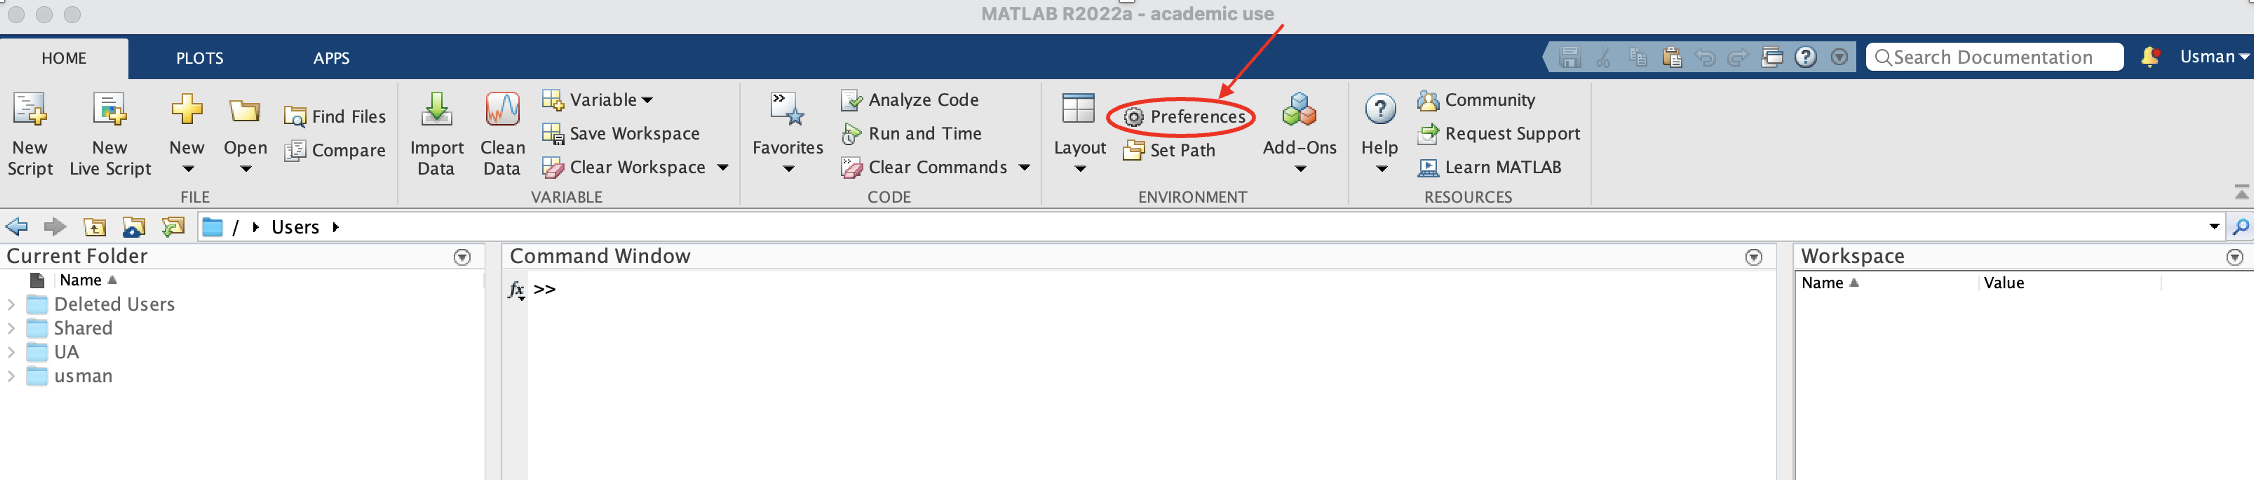 MATLAB R2022a - academic use
HOME PLOTS APPS
Search Documentation
Usman
New Script
New Live Script
New
Open
Find Files
Compare
FILE
Import Data
Clean Data
Variable
Save Workspace
Clear Workspace
VARIABLE
Favorites
Analyze Code
Run and Time
Clear Commands
CODE
Layout
Preferences
Set Path
Add-Ons
ENVIRONMENT
Help
Community
Request Support
Learn MATLAB
RESOURCES
/ Users
Current Folder
Name
Deleted Users
Shared
UA
usman
Command Window
fx >>
Workspace
Name Value